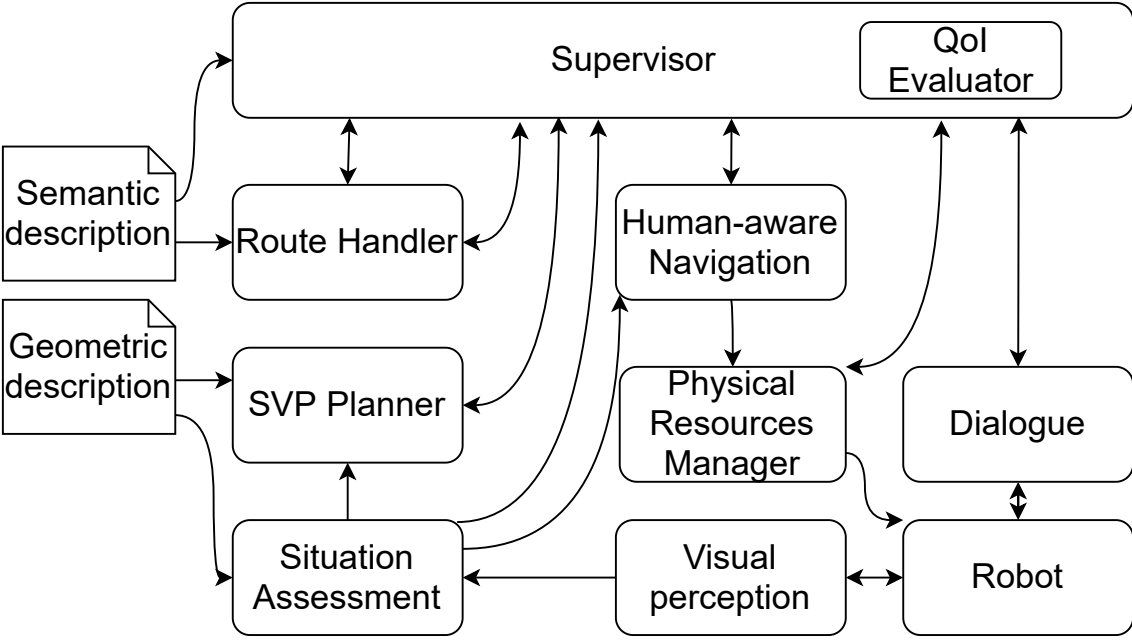 Supervisor
QoI
Evaluator
Semantic
description
Route Handler
Human-aware
Navigation
Geometric
description
SVP Planner
Physical
Resources
Manager
Dialogue
Situation
Assessment
Visual
perception
Robot